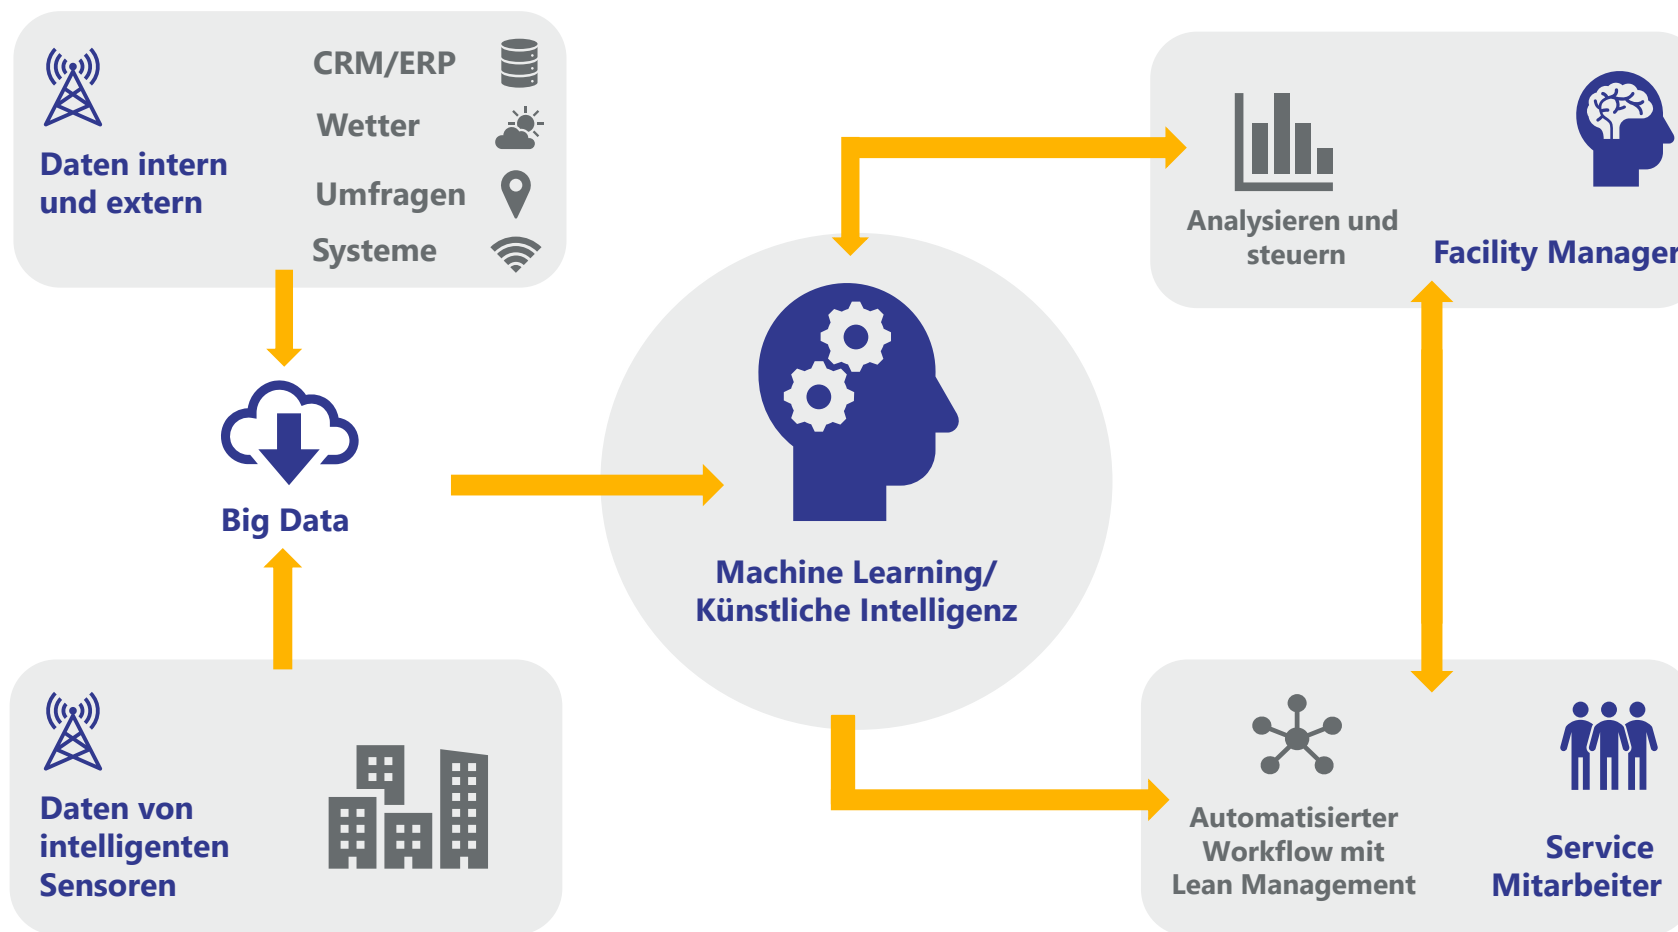 CRM/ERP
Wetter
Umfragen
Systeme
Daten intern
und extern
Big Data
Daten von
intelligenten
Sensoren
Machine Learning/
Künstliche Intelligenz
Analysieren und
steuern
Facility Manager
Automatisierter
Workflow mit
Lean Management
Service
Mitarbeiter